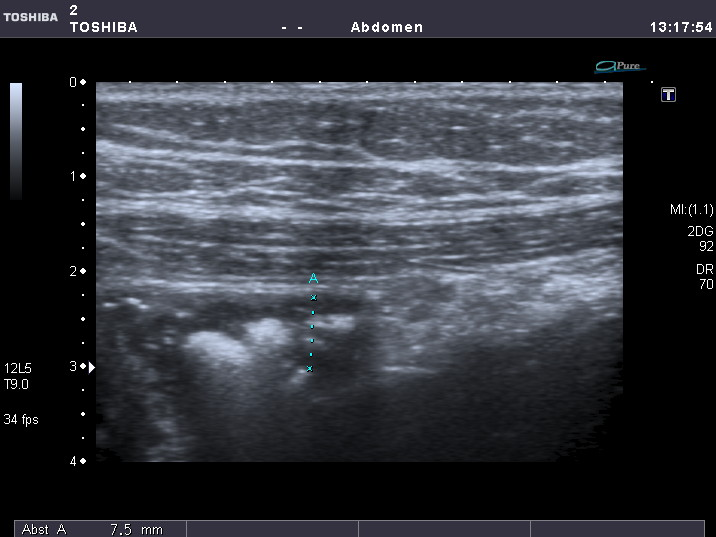 TOSHIBA
2
TOSHIBA - - Abdomen 13:17:54
Pure
T
0
1
2
3
4
A
MI:(1.1)
2DG
92
DR
70
12L5
T9.0
34 fps
Abst A 7.5 mm